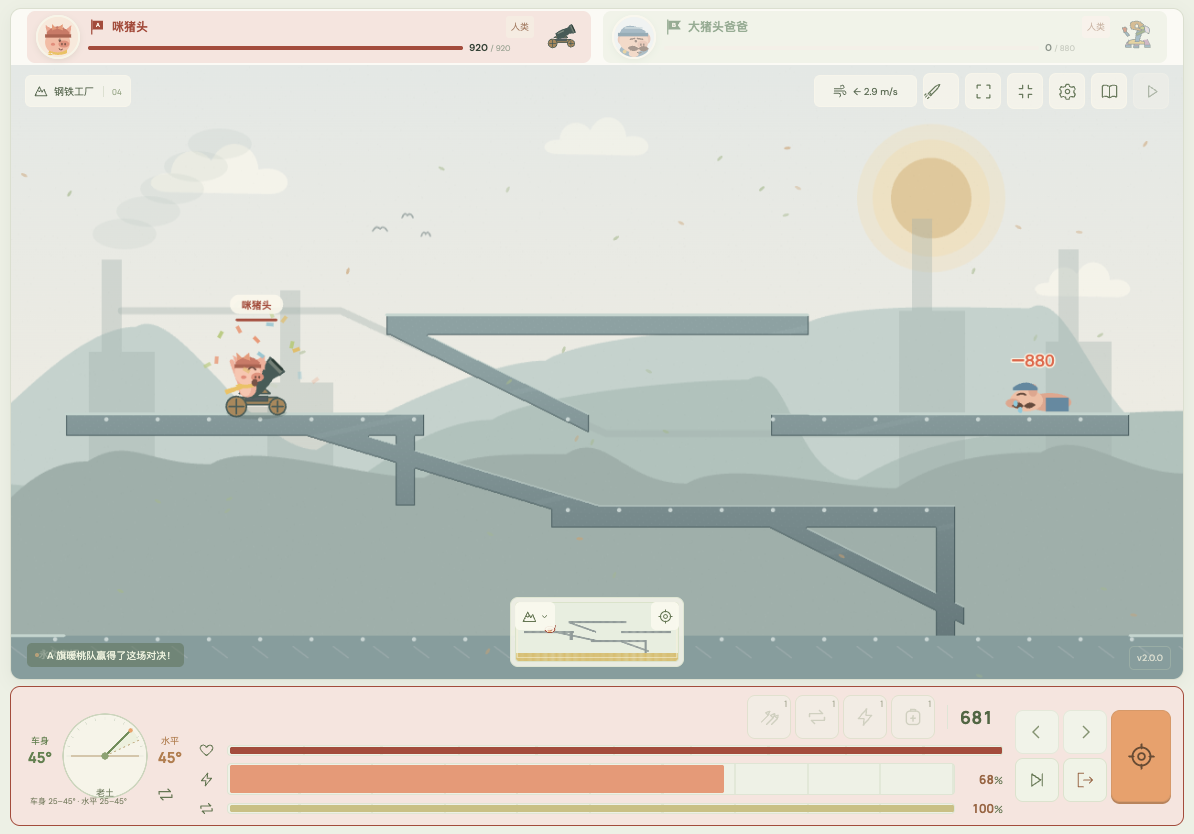 咪猪头
人类
920 / 920
大猪头爸爸
人类
0 / 880
钢铁工厂 04
← 2.9 m/s
咪猪头
−880
A 旗暖桃队赢得了这场对决!
v2.0.0
1
1
1
1
681
车身
45°
水平
45°
老土
车身 25–45° · 水平 25–45°
68%
100%